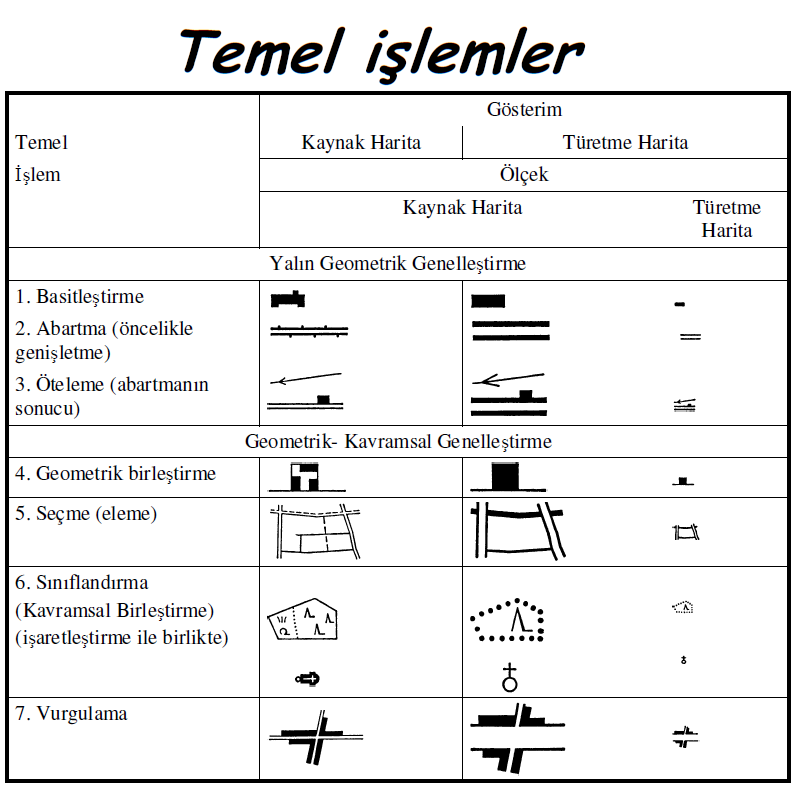 Temel işlemler
Gösterim
Temel
Kaynak Harita
Türetme Harita
İşlem
Ölçek
Kaynak Harita
Türetme
Harita
Yalın Geometrik Genelleştirme
1. Basitleştirme
2. Abartma (öncelikle
genişletme)
3. Öteleme (abartmanın
sonucu)
Geometrik- Kavramsal Genelleştirme
4. Geometrik birleştirme
5. Seçme (eleme)
6. Sınıflandırma
(Kavramsal Birleştirme)
(işaretleştirme ile birlikte)
7. Vurgulama